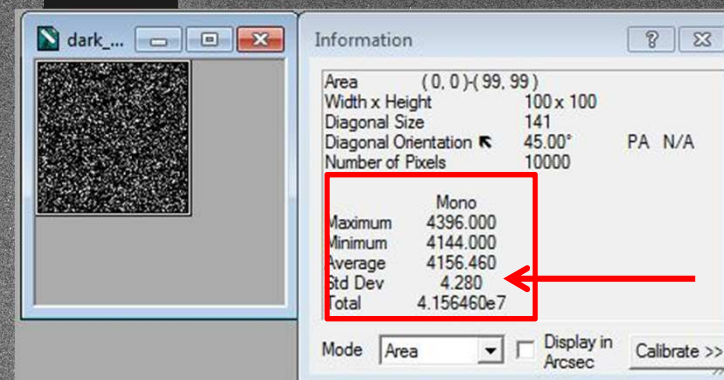 dark_...
Information
Area (0, 0)-( 99, 99 )
Width x Height 100 x 100
Diagonal Size 141
Diagonal Orientation 45.00° PA N/A
Number of Pixels 10000
Mono
Maximum 4396.000
Minimum 4144.000
Average 4156.460
Std Dev 4.280
Total 4.156460e7
Mode Area Display in Arcsec Calibrate >>